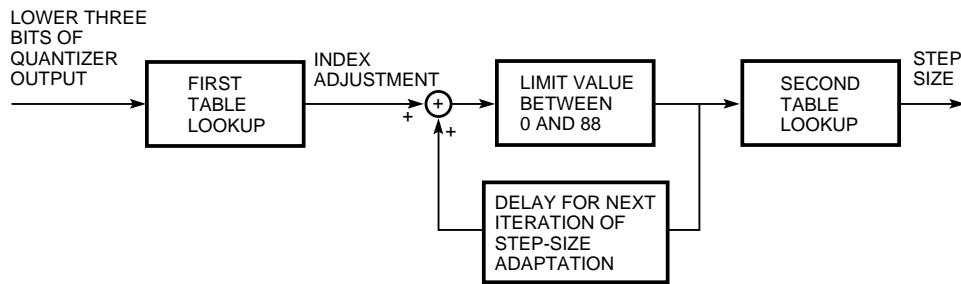 LOWER THREE
BITS OF
QUANTIZER
OUTPUT
FIRST
TABLE
LOOKUP
INDEX
ADJUSTMENT
+
+
+
LIMIT VALUE
BETWEEN
0 AND 88
DELAY FOR NEXT
ITERATION OF
STEP-SIZE
ADAPTATION
SECOND
TABLE
LOOKUP
STEP
SIZE